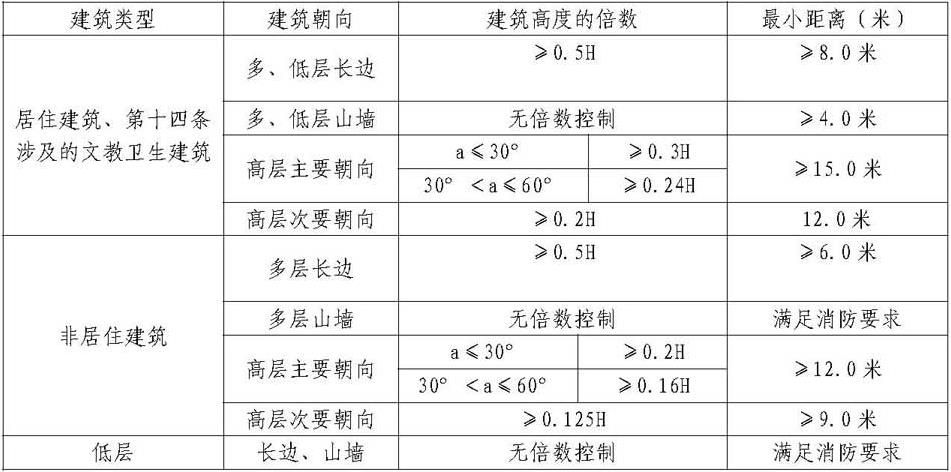 建筑类型 建筑朝向 建筑高度的倍数 最小距离（米）
居住建筑、第十四条
涉及的文教卫生建筑
多、低层长边 ≥0.5H ≥8.0米
多、低层山墙 无倍数控制 ≥4.0米
高层主要朝向 a≤30° ≥0.3H ≥15.0米
30° <a≤60° ≥0.24H
高层次要朝向 ≥0.2H 12.0米
非居住建筑
多层长边 ≥0.5H ≥6.0米
多层山墙 无倍数控制 满足消防要求
高层主要朝向 a≤30° ≥0.2H ≥12.0米
30° <a≤60° ≥0.16H
高层次要朝向 ≥0.125H ≥9.0米
低层 长边、山墙 无倍数控制 满足消防要求